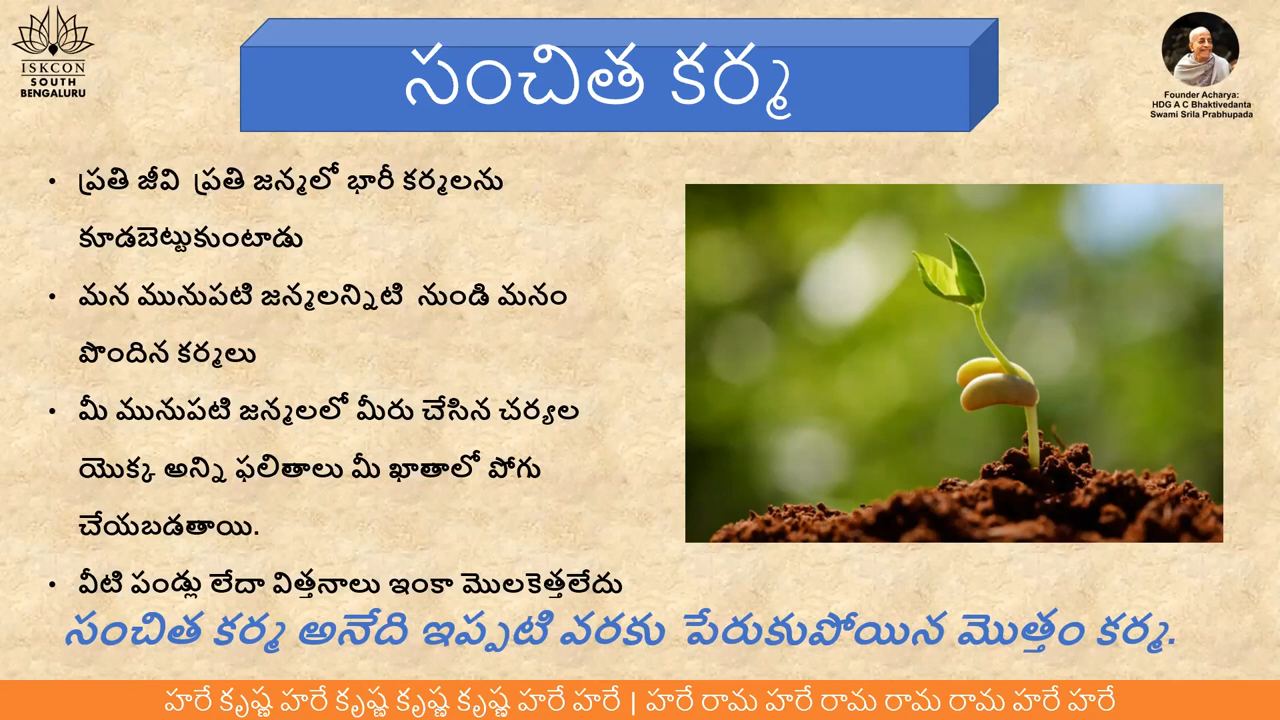 ISKCON
SOUTH
BENGALURU
సంచిత కర్మ
Founder Acharya:
HDG A C Bhaktivedanta
Swami Srila Prabhupada
• ప్రతి జీవి ప్రతి జన్మలో భారీ కర్మలను
కూడబెట్టుకుంటాడు
• మన మునుపటి జన్మలన్నిటి నుండి మనం
పొందిన కర్మలు
• మీ మునుపటి జన్మలలో మీరు చేసిన చర్యల
యొక్క అన్ని ఫలితాలు మీ ఖాతాలో పోగు
చేయబడతాయి.
• వీటి పండ్లు లేదా విత్తనాలు ఇంకా మొలకెత్తలేదు
సంచిత కర్మ అనేది ఇప్పటి వరకు పేరుకుపోయిన మొత్తం కర్మ.
హరే కృష్ణ హరే కృష్ణ కృష్ణ కృష్ణ హరే హరే | హరే రామ హరే రామ రామ రామ హరే హరే